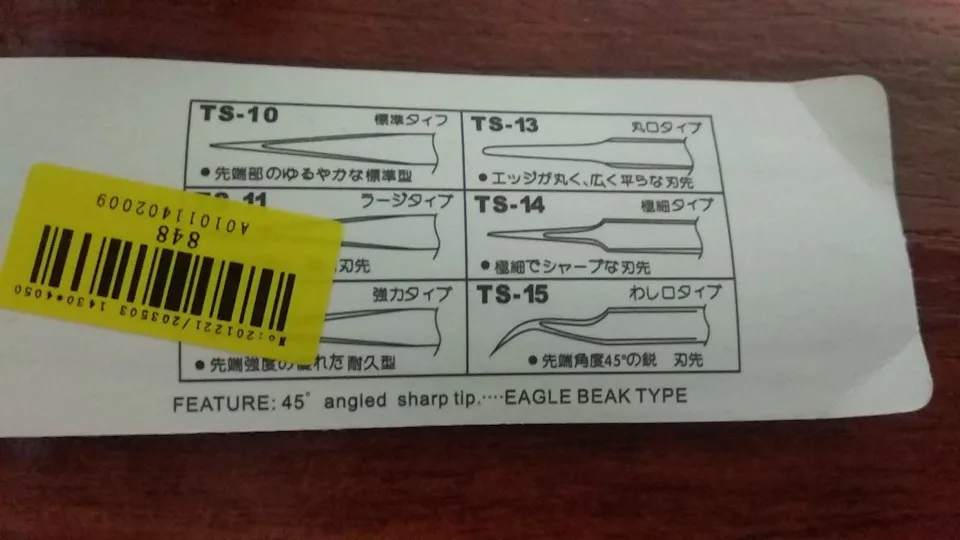 TS-10
標準タイプ
●先端部のゆるやかな標準型
TS-13
丸口タイプ
●エッジが丸く、広く平らな刃先
11
ラージタイプ
刃先
TS-14
極細タイプ
●極細でシャープな刃先
強力タイプ
●先端強度の優れた耐久型
TS-15
わし口タイプ
●先端角度45°の鋭 刃先
FEATURE: 45° angled sharp tip.····EAGLE BEAK TYPE
No:201221/203503 1430*4050
848
A01011402009